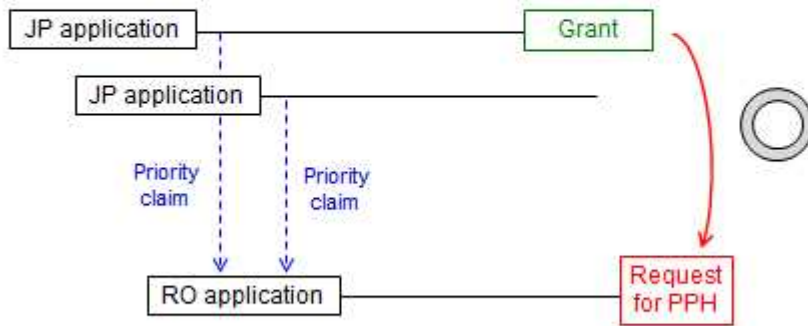 JP application
Grant
JP application
Priority
claim
Priority
claim
RO application
Request
for PPH